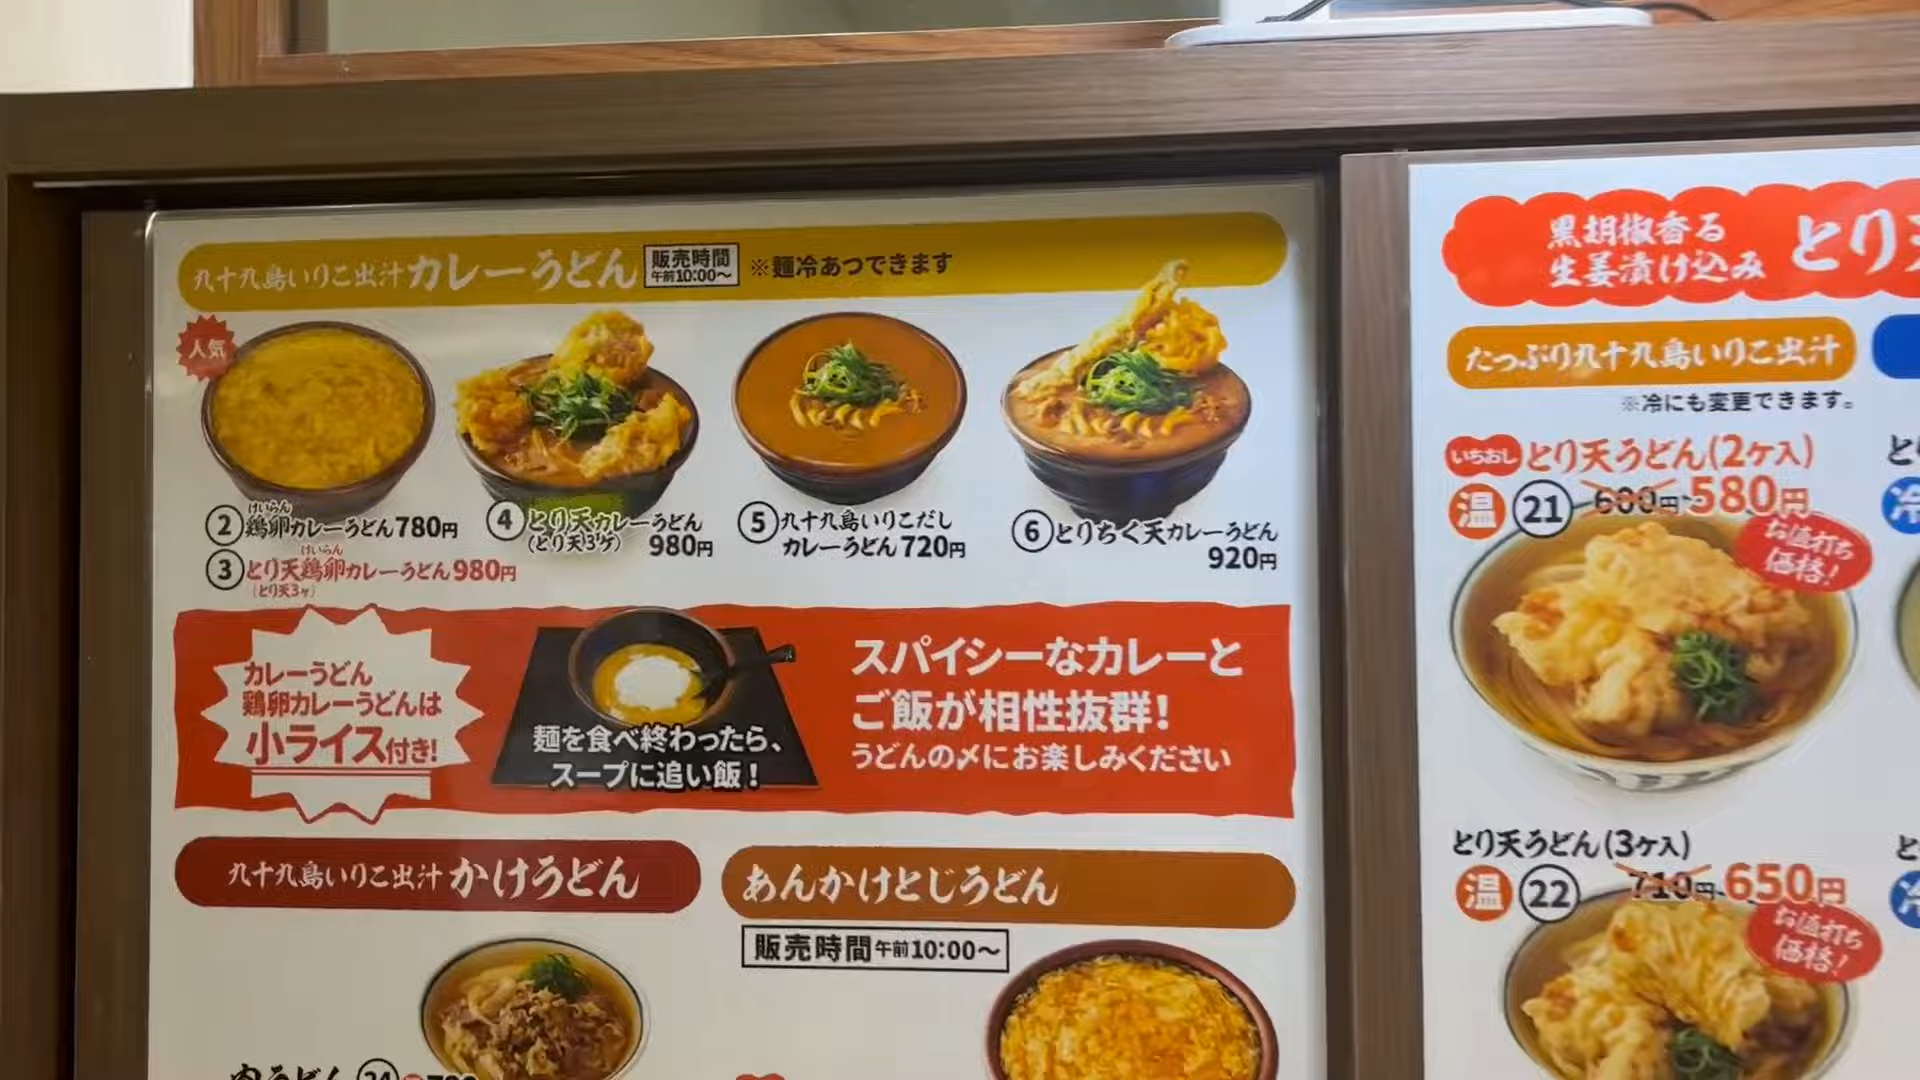 九十九島いりこ出汁カレーうどん 販売時間 午前10:00～ ※麺冷あつできます
人気
けいらん
② 鶏卵カレーうどん780円
けいらん
③ とり天鶏卵カレーうどん980円
(とり天3ヶ)
④ とり天カレーうどん
(とり天3ヶ) 980円
⑤ 九十九島いりこだし
カレーうどん720円
⑥ とりちく天カレーうどん
920円
カレーうどん
鶏卵カレーうどんは
小ライス付き!
麺を食べ終わったら、
スープに追い飯！
スパイシーなカレーと
ご飯が相性抜群!
うどんの〆にお楽しみください
九十九島いりこ出汁 かけうどん
あんかけとじうどん
販売時間 午前10:00～
肉うどん
黒胡椒香る
生姜漬け込み
とり
たっぷり九十九島いりこ出汁
※冷にも変更できます。
いちおし とり天うどん(2ケ入)
温 21 600円 580円
お値打ち
価格!
とり天うどん(3ケ入)
温 22 710円 650円
お値打ち
価格!